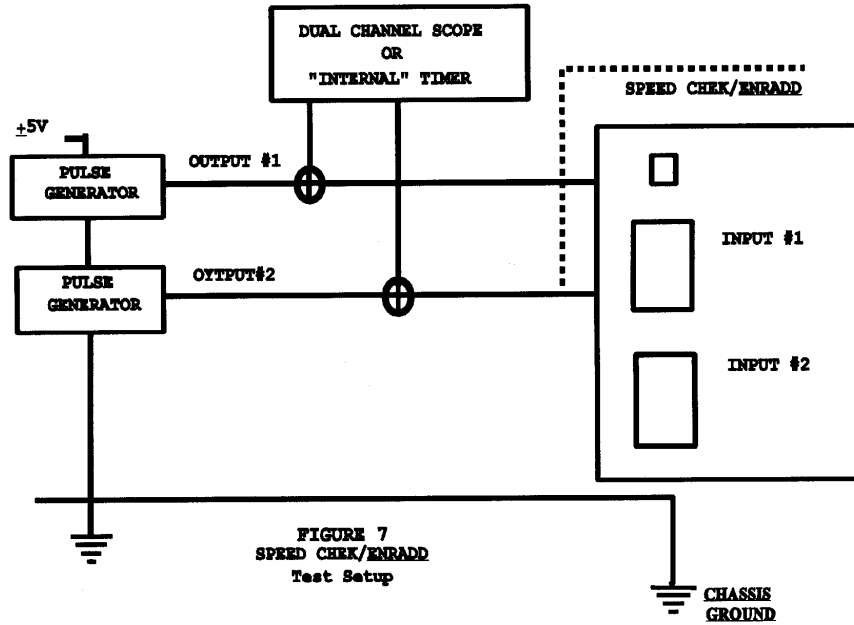 DUAL CHANNEL SCOPE
OR
"INTERNAL" TIMER
SPEED CHEK/ENRADD
±5V
PULSE
GENERATOR
OUTPUT #1
INPUT #1
PULSE
GENERATOR
OYTPUT#2
INPUT #2
FIGURE 7
SPEED CHEK/ENRADD
Test Setup
CHASSIS
GROUND